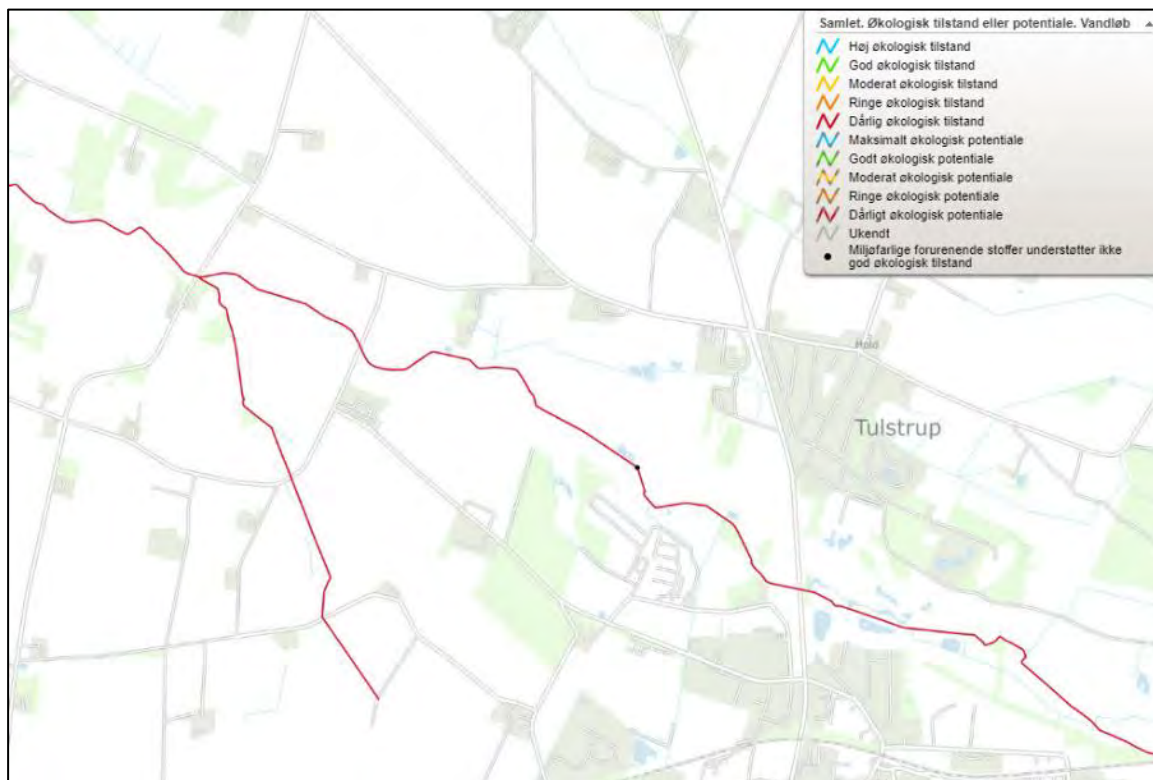 Samlet. Økologisk tilstand eller potentiale. Vandløb
Høj økologisk tilstand
God økologisk tilstand
Moderat økologisk tilstand
Ringe økologisk tilstand
Dårlig økologisk tilstand
Maksimalt økologisk potentiale
Godt økologisk potentiale
Moderat økologisk potentiale
Ringe økologisk potentiale
Dårligt økologisk potentiale
Ukendt
Miljøfarlige forurenende stoffer understøtter ikke
god økologisk tilstand
Tulstrup